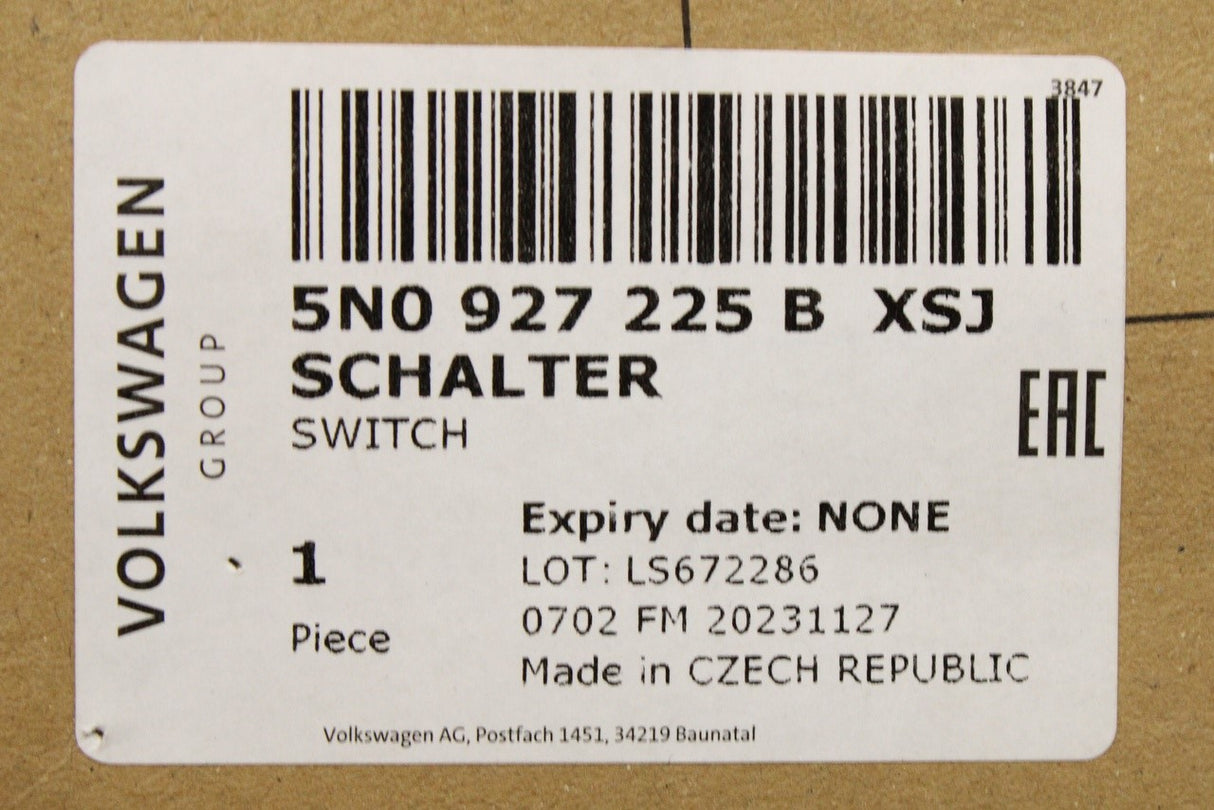 VOLKSWAGEN
GROUP
3847
5N0 927 225 B  XSJ
SCHALTER
SWITCH
EAC
1
Piece
Expiry date: NONE
LOT: LS672286
0702 FM 20231127
Made in CZECH REPUBLIC
Volkswagen AG, Postfach 1451, 34219 Baunatal